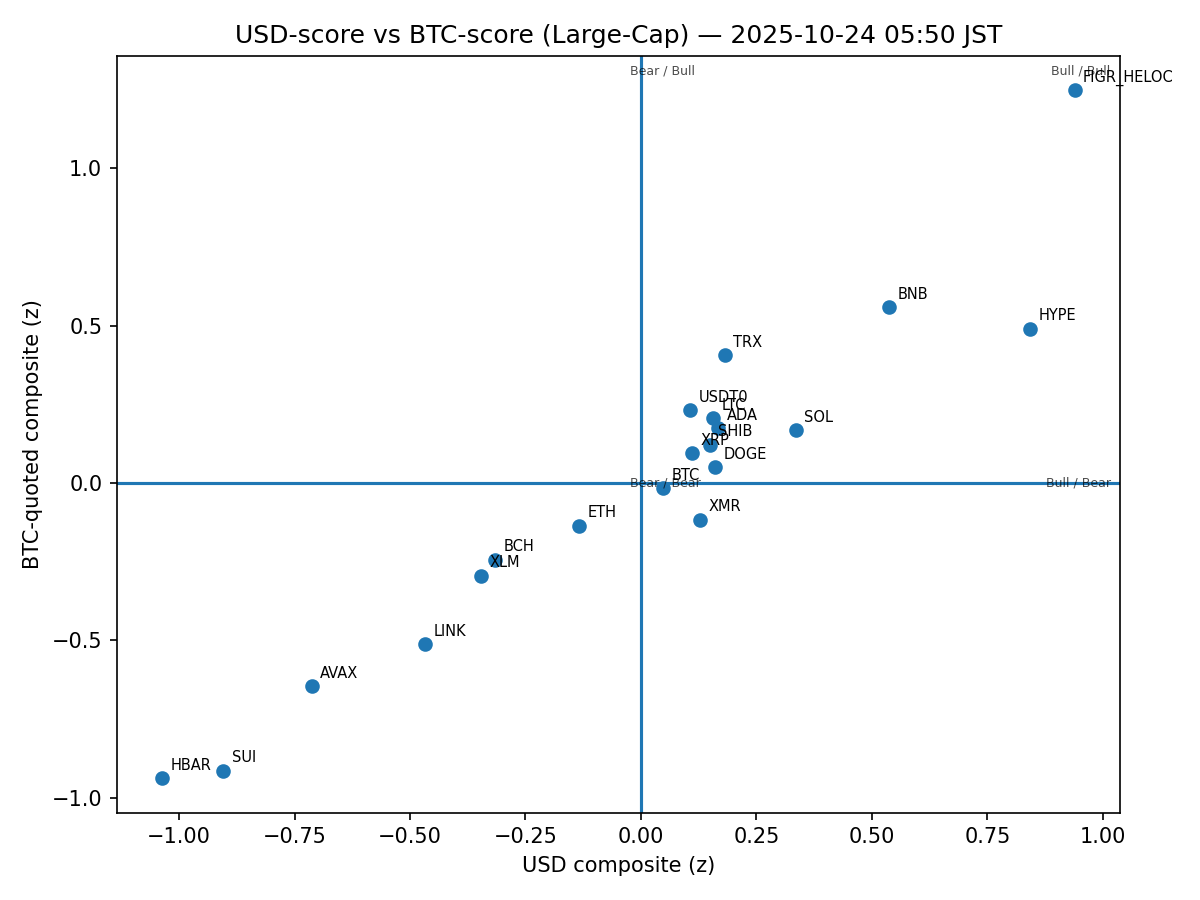 USD-score vs BTC-score (Large-Cap) — 2025-10-24 05:50 JST
Bear / Bull
Bull / Bull
FIGR_HELOC
1.0
BNB
HYPE
0.5
TRX
USDT0
LTC
ADA
SOL
SHIB
XRP
DOGE
BTC
0.0
Bear / Bear
Bull / Bear
XMR
ETH
BCH
XLM
−0.5
LINK
AVAX
SUI
HBAR
−1.0
−1.00 −0.75 −0.50 −0.25 0.00 0.25 0.50 0.75 1.00
USD composite (z)
BTC-quoted composite (z)